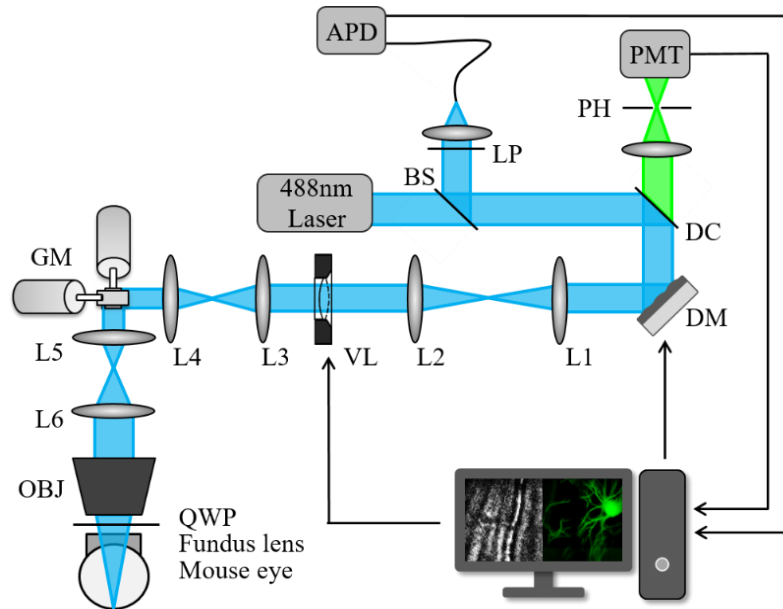 APD
PMT
PH
LP
BS
488nm
Laser
DC
GM
DM
L5
L4
L3
VL
L2
L1
L6
OBJ
QWP
Fundus lens
Mouse eye